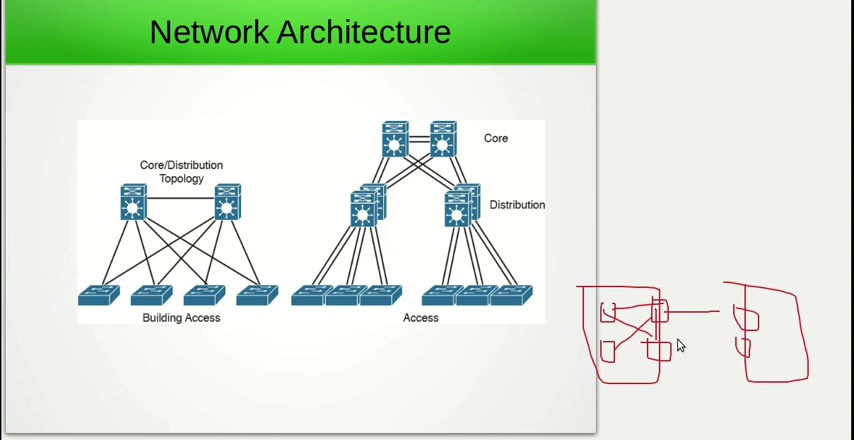 Network Architecture
Core/Distribution
Topology
Building Access
Core
Distribution
Access